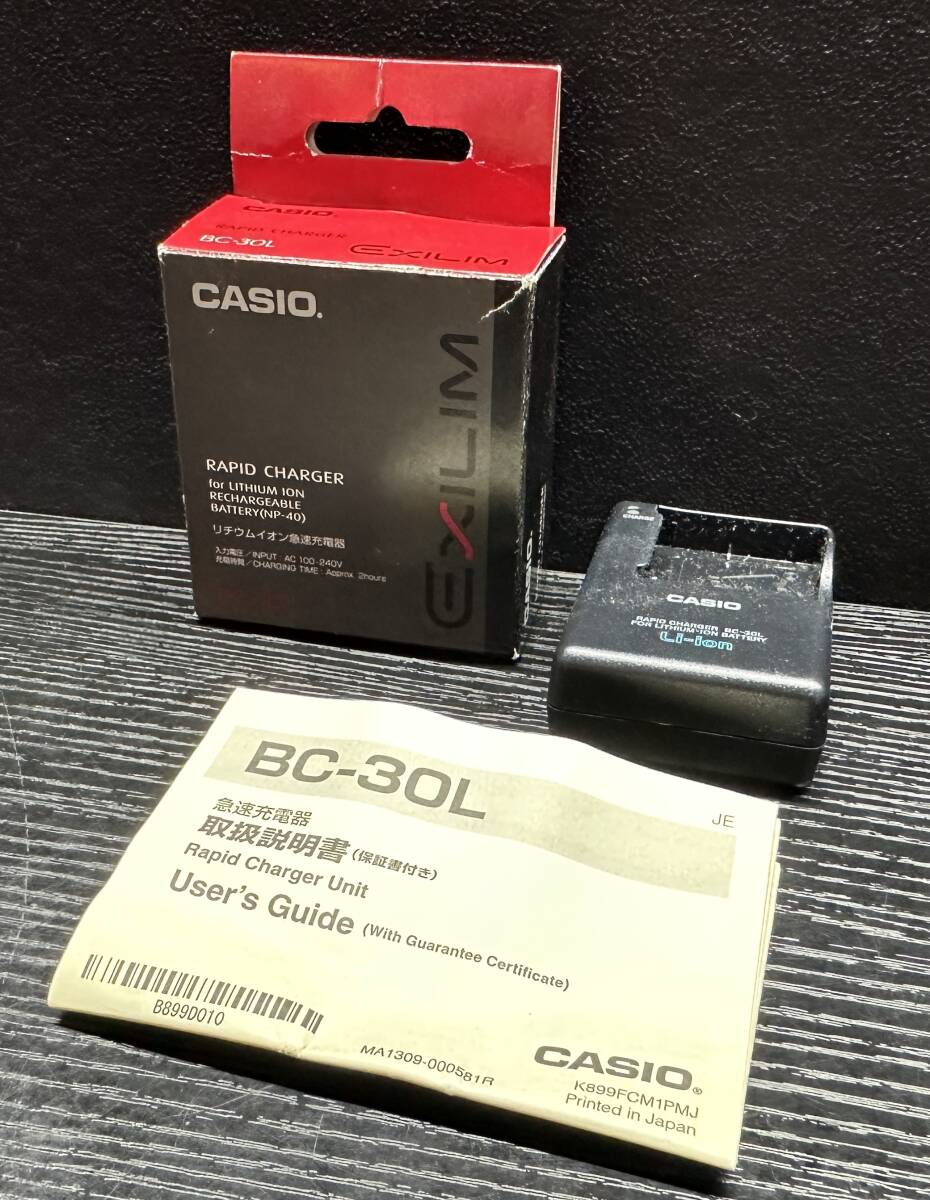 CASIO.
RAPID CHARGER
BC-30L
EXILIM
CASIO.
EXILIM
RAPID CHARGER
for LITHIUM ION
RECHARGEABLE
BATTERY(NP-40)
リチウムイオン急速充電器
入力電圧/INPUT : AC 100-240V
充電時間/CHARGING TIME : Approx. 2hours
CASIO.
CHARGE
CASIO
RAPID CHARGER BC-30L
FOR LITHIUM-ION BATTERY
Li-ion
BC-30L
JE
急速充電器
取扱説明書(保証書付き)
Rapid Charger Unit
User's Guide (With Guarantee Certificate)
B899D010
MA1309-000581R
CASIO®
K899FCM1PMJ
Printed in Japan